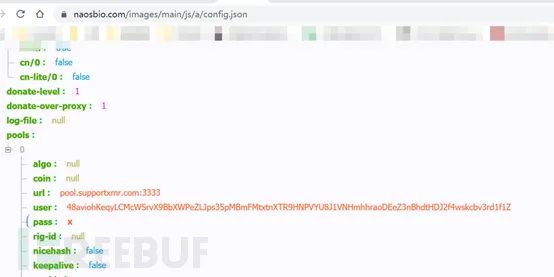 naosbio.com/images/main/js/a/config.json
true
cn/0 : false
cn-lite/0 : false
donate-level : 1
donate-over-proxy : 1
log-file : null
pools :
0
algo : null
coin : null
url : pool.supportxmr.com:3333
user : 48aviohKeqyLCMcWSrvX9BbXWPeZLJps35pMBmFMtxtnXTR9HNPVYU8J1VNHmhhraoDEeZ3nBhdtHDJ2f4wskcbv3rd1f1Z
pass : x
rig-id : null
nicehash : false
keepalive : false
REEBUF